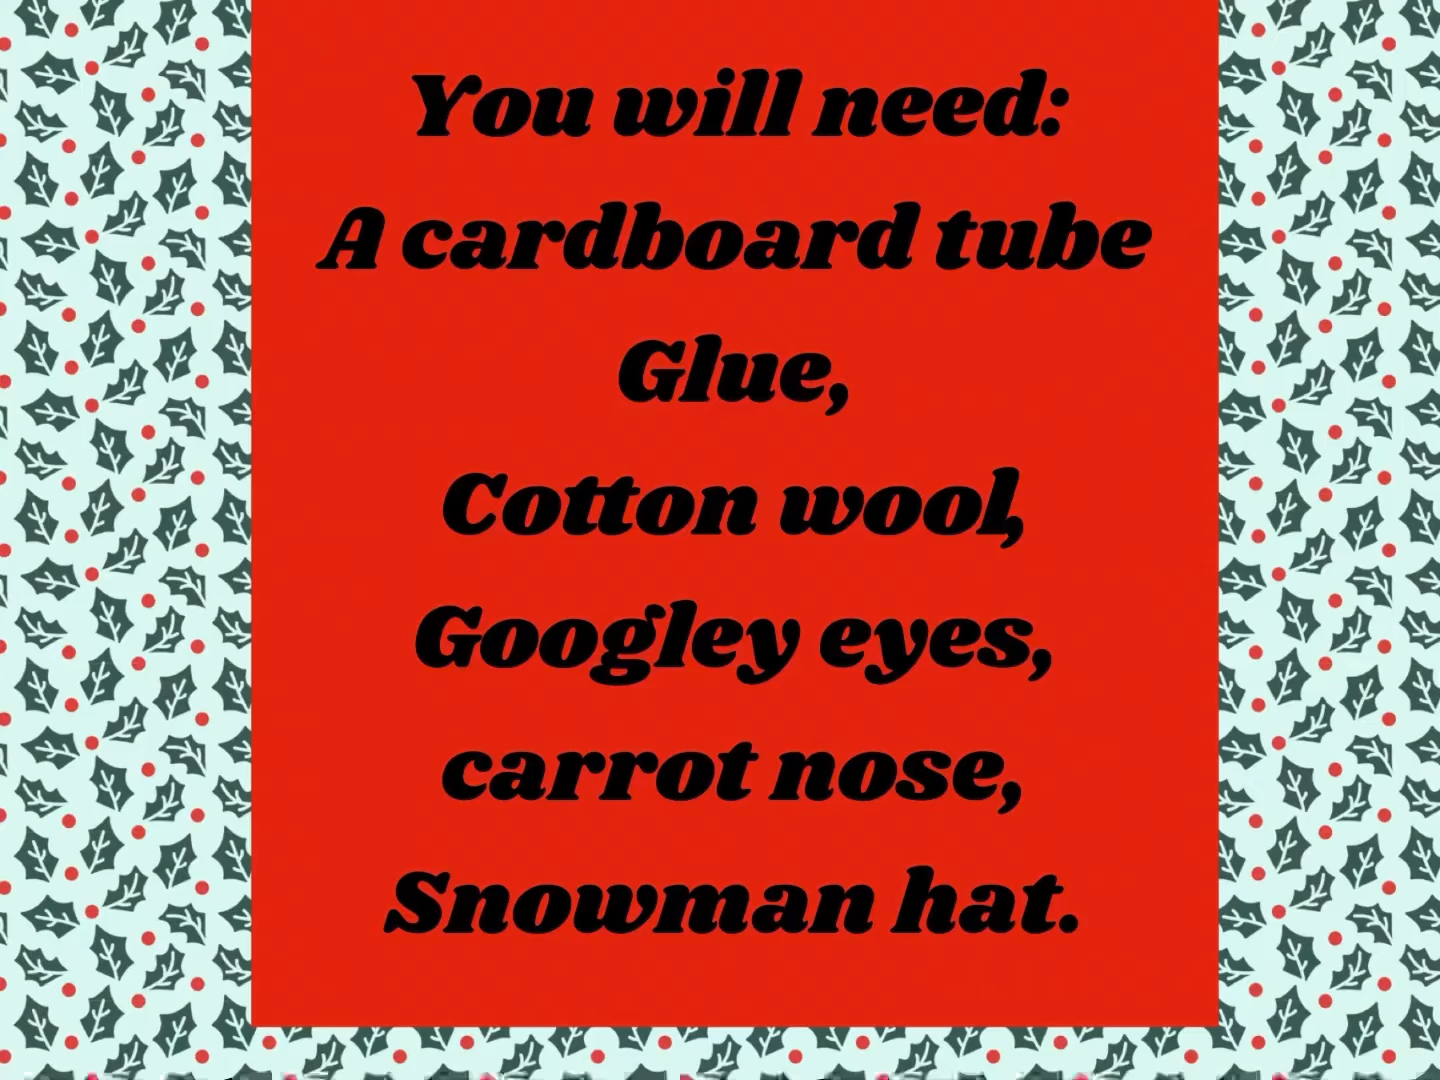 You will need:
A cardboard tube
Glue,
Cotton wool,
Googley eyes,
carrot nose,
Snowman hat.